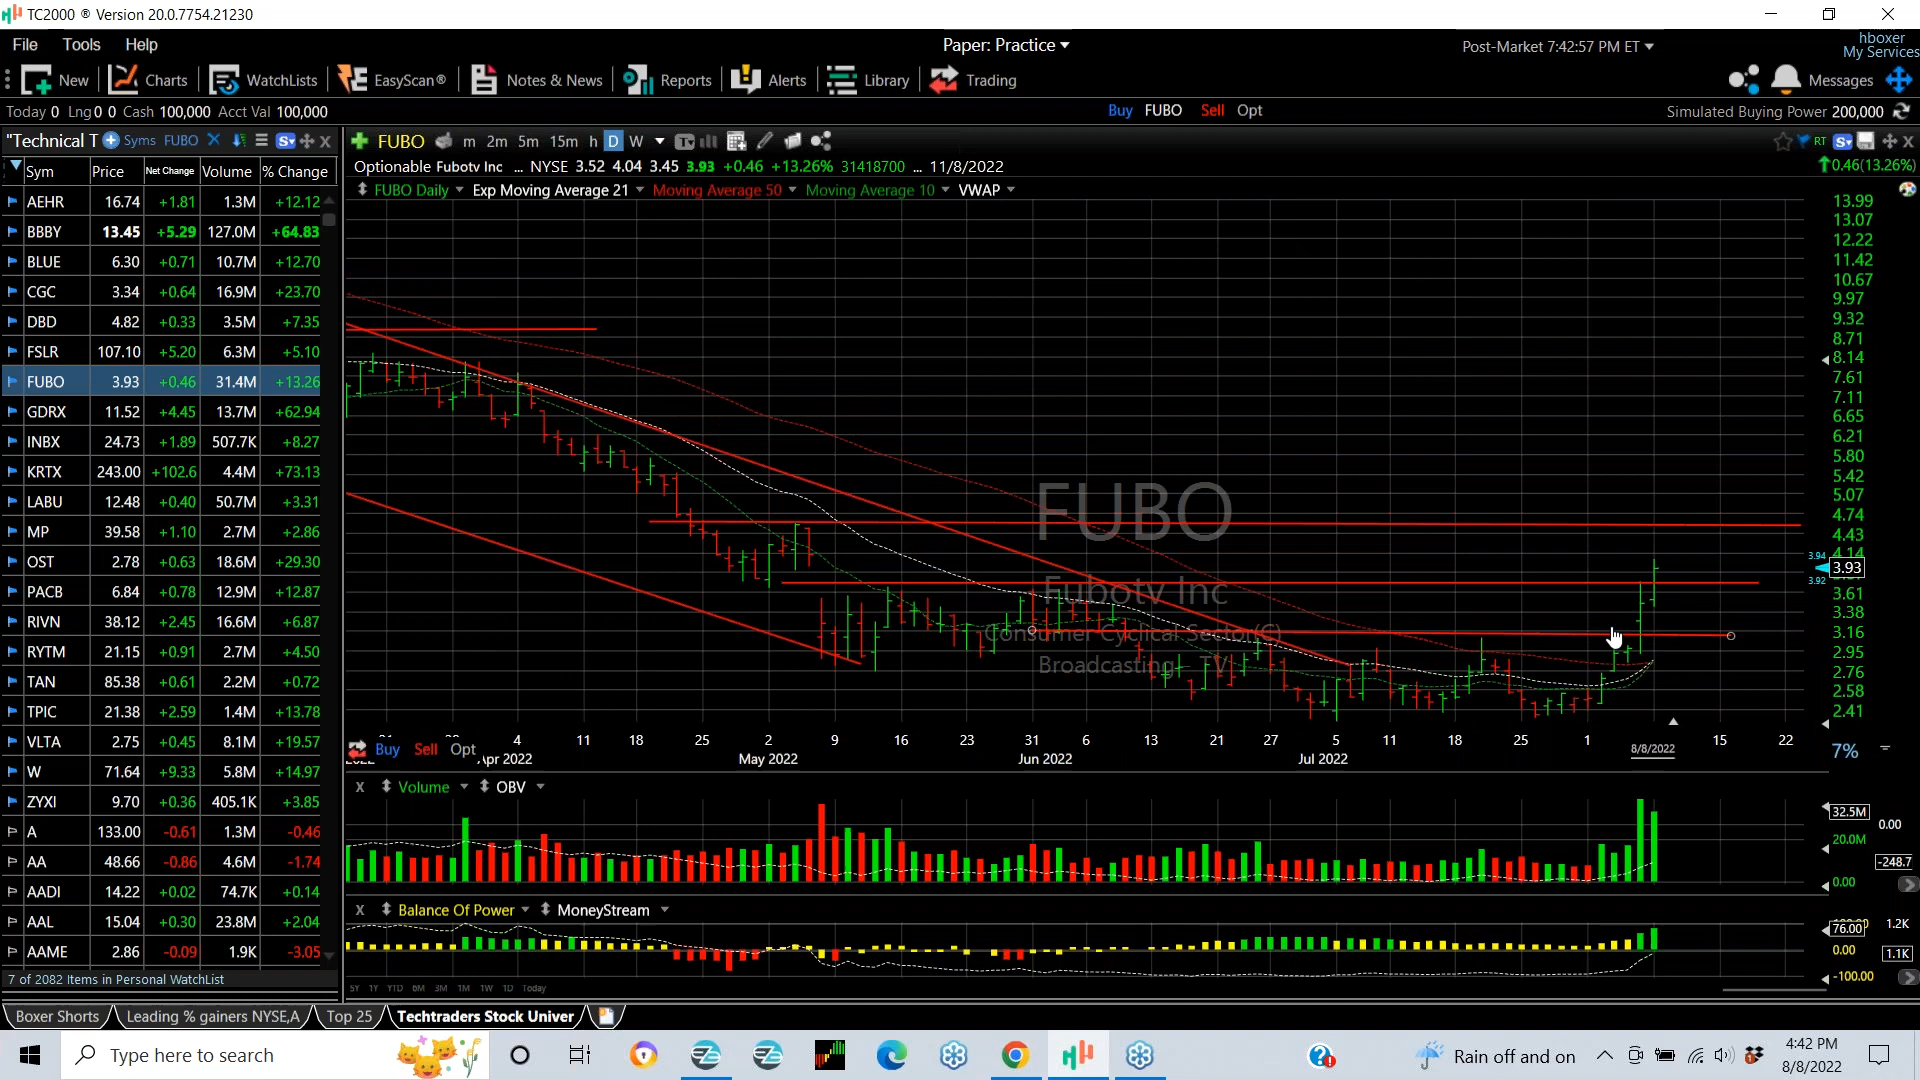 TC2000 ® Version 20.0.7754.21230
File Tools Help
Paper: Practice
Post-Market 7:42:57 PM ET
hboxer
My Services
New Charts WatchLists EasyScan® Notes & News Reports Alerts Library Trading
Messages
Today 0 Lng 0 0 Cash 100,000 Acct Val 100,000
Buy FUBO Sell Opt
Simulated Buying Power 200,000
"Technical T Syms FUBO
FUBO m 2m 5m 15m h D W
RT
Optionable Fubotv Inc ... NYSE 3.52 4.04 3.45 3.93 +0.46 +13.26% 31418700 ... 11/8/2022
0.46(13.26%)
FUBO Daily Exp Moving Average 21 Moving Average 50 Moving Average 10 VWAP
Sym Price Net Change Volume % Change
AEHR 16.74 +1.81 1.3M +12.12
BBBY 13.45 +5.29 127.0M +64.83
BLUE 6.30 +0.71 10.7M +12.70
CGC 3.34 +0.64 16.9M +23.70
DBD 4.82 +0.33 3.5M +7.35
FSLR 107.10 +5.20 6.3M +5.10
FUBO 3.93 +0.46 31.4M +13.26
GDRX 11.52 +4.45 13.7M +62.94
INBX 24.73 +1.89 507.7K +8.27
KRTX 243.00 +102.6 4.4M +73.13
LABU 12.48 +0.40 50.7M +3.31
MP 39.58 +1.10 2.7M +2.86
OST 2.78 +0.63 18.6M +29.30
PACB 6.84 +0.78 12.9M +12.87
RIVN 38.12 +2.45 16.6M +6.87
RYTM 21.15 +0.91 2.7M +4.50
TAN 85.38 +0.61 2.2M +0.72
TPIC 21.38 +2.59 1.4M +13.78
VLTA 2.75 +0.45 8.1M +19.57
W 71.64 +9.33 5.8M +14.97
ZYXI 9.70 +0.36 405.1K +3.85
A 133.00 -0.61 1.3M -0.46
AA 48.66 -0.86 4.6M -1.74
AADI 14.22 +0.02 74.7K +0.14
AAL 15.04 +0.30 23.8M +2.04
AAME 2.86 -0.09 1.9K -3.05
7 of 2082 Items in Personal WatchList
13.99
13.07
12.22
11.42
10.67
9.97
9.32
8.71
8.14
7.61
7.11
6.65
6.21
5.80
5.42
5.07
4.74
4.43
4.14
3.94
3.93
3.92
3.61
3.38
3.16
2.95
2.76
2.58
2.41
7%
FUBO
Fubotv Inc
Consumer Cyclical Sector(C)
Broadcasting – TV
4 11 18 25 2 9 16 23 31 6 13 21 27 5 11 18 25 1 8/8/2022 15 22
Buy Sell Opt
May 2022 Jun 2022 Jul 2022
X Volume OBV
32.5M
0.00
20.0M
-248.7
0.00
X Balance Of Power MoneyStream
1.2K
76.00
0.00
1.1K
-100.00
5Y 1Y YTD 6M 3M 1M 1W 1D Today
Boxer Shorts Leading % gainers NYSE,A Top 25 Techtraders Stock Univer
Type here to search
Rain off and on
4:42 PM
8/8/2022